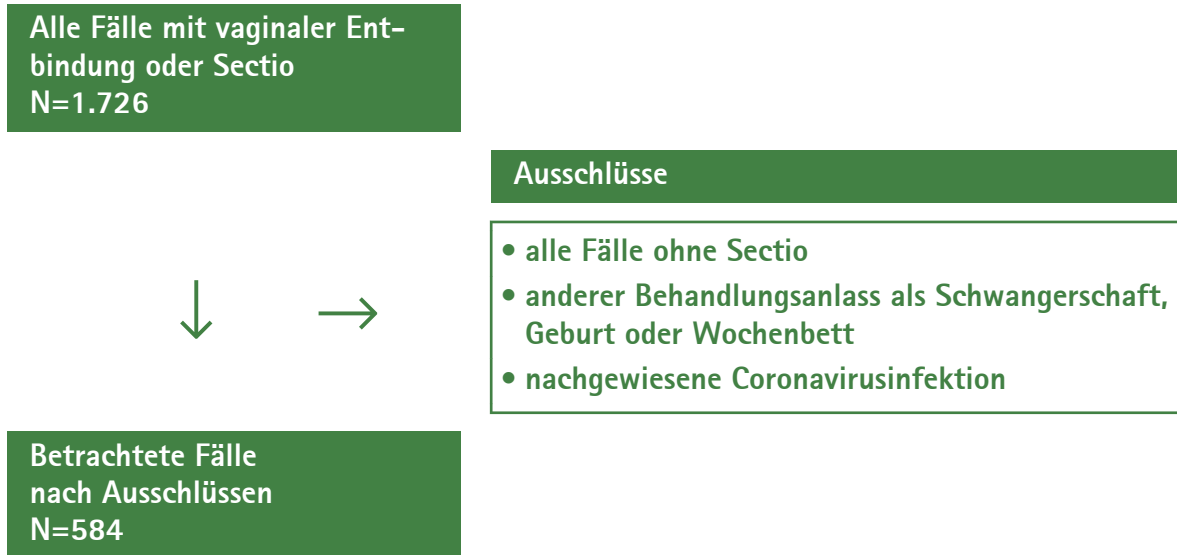 Alle Fälle mit vaginaler Ent-
bindung oder Sectio
N=1.726
Ausschlüsse
• alle Fälle ohne Sectio
• anderer Behandlungsanlass als Schwangerschaft,
Geburt oder Wochenbett
• nachgewiesene Coronavirusinfektion
Betrachtete Fälle
nach Ausschlüssen
N=584